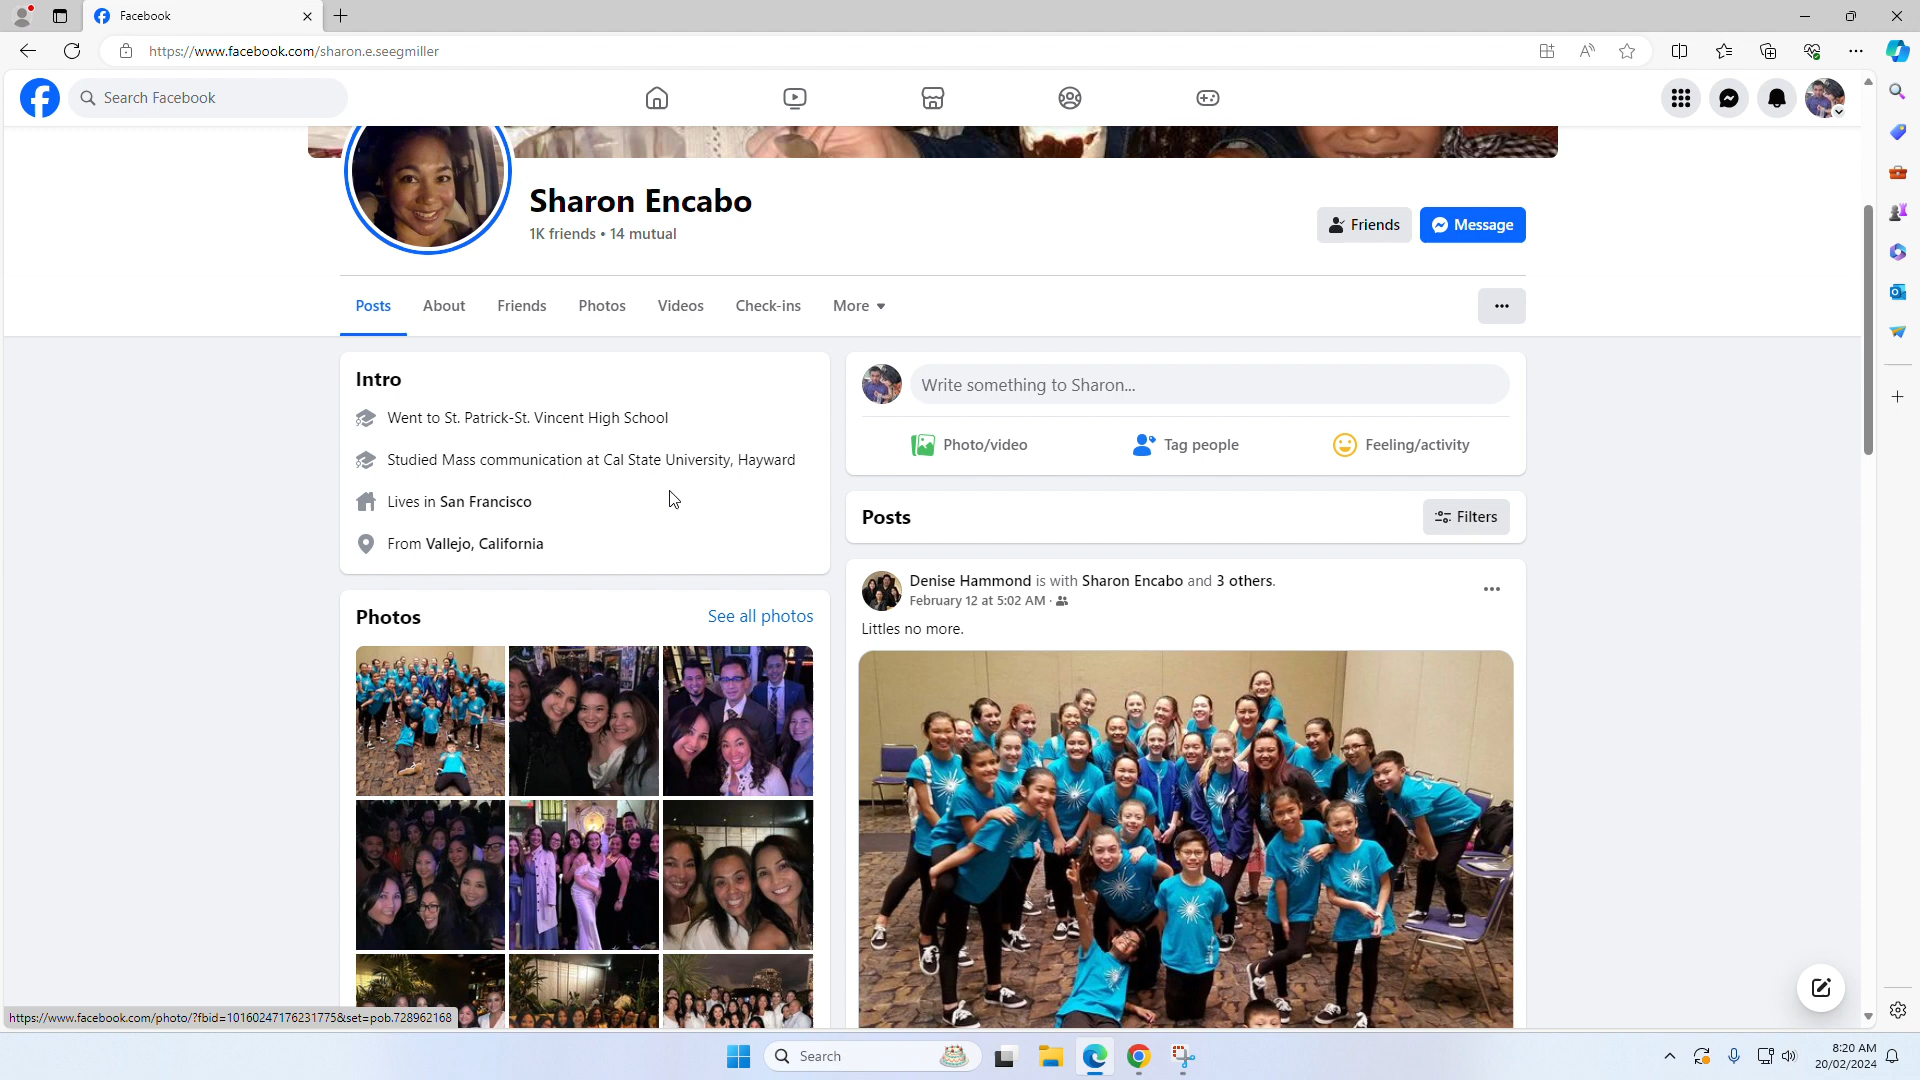 Facebook
https://www.facebook.com/sharon.e.seegmiller
Search Facebook
Sharon Encabo
1K friends • 14 mutual
Friends
Message
Posts
About
Friends
Photos
Videos
Check-ins
More
Intro
Went to St. Patrick-St. Vincent High School
Studied Mass communication at Cal State University, Hayward
Lives in San Francisco
From Vallejo, California
Photos
See all photos
Write something to Sharon...
Photo/video
Tag people
Feeling/activity
Posts
Filters
Denise Hammond is with Sharon Encabo and 3 others.
February 12 at 5:02 AM ·
Littles no more.
https://www.facebook.com/photo/?fbid=10160247176231775&set=pob.728962168
Search
8:20 AM
20/02/2024